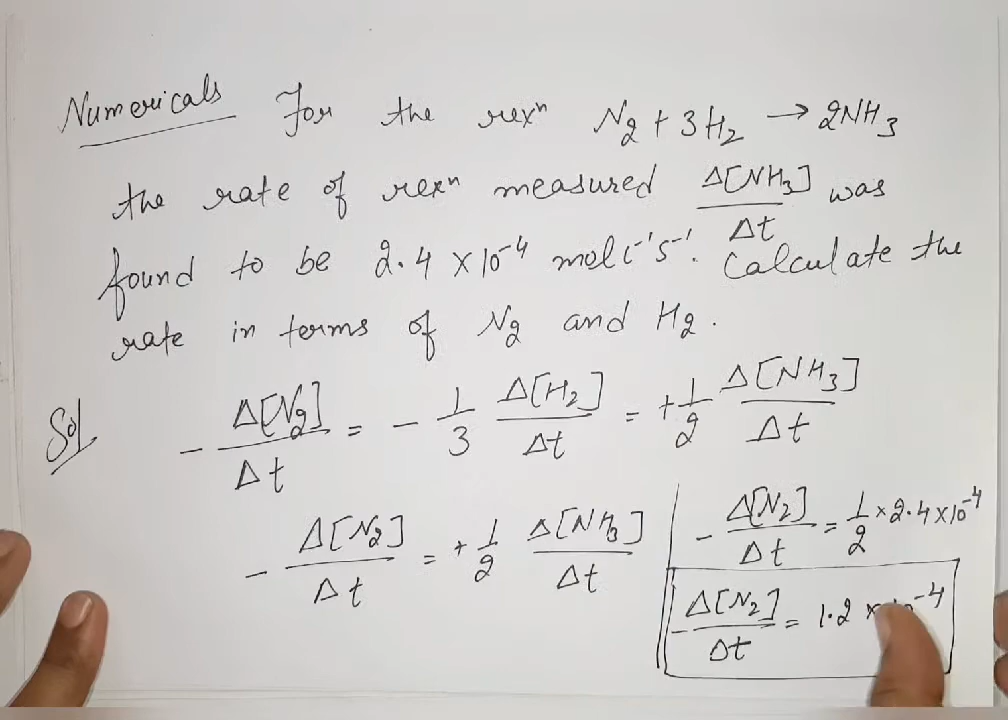 Numericals For the rexⁿ N₂ + 3H₂ → 2NH₃
the rate of rexⁿ measured Δ[NH₃]/Δt was
found to be 2.4 × 10⁻⁴ mol L⁻¹ s⁻¹. Calculate the
rate in terms of N₂ and H₂.
Sol - Δ[N₂]/Δt = - 1/3 Δ[H₂]/Δt = + 1/2 Δ[NH₃]/Δt
- Δ[N₂]/Δt = + 1/2 Δ[NH₃]/Δt
- Δ[N₂]/Δt = 1/2 × 2.4 × 10⁻⁴
- Δ[N₂]/Δt = 1.2 × 10⁻⁴